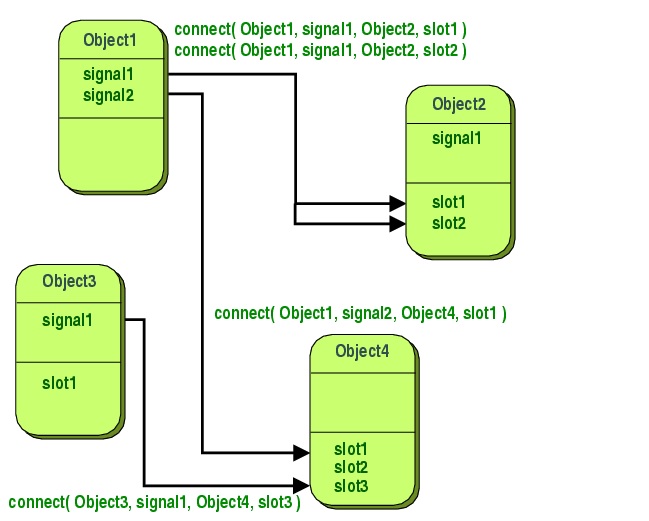 connect( Object1, signal1, Object2, slot1 )
connect( Object1, signal1, Object2, slot2 )
Object1
signal1
signal2
Object2
signal1
slot1
slot2
Object3
signal1
slot1
connect( Object1, signal2, Object4, slot1 )
Object4
slot1
slot2
slot3
connect( Object3, signal1, Object4, slot3 )